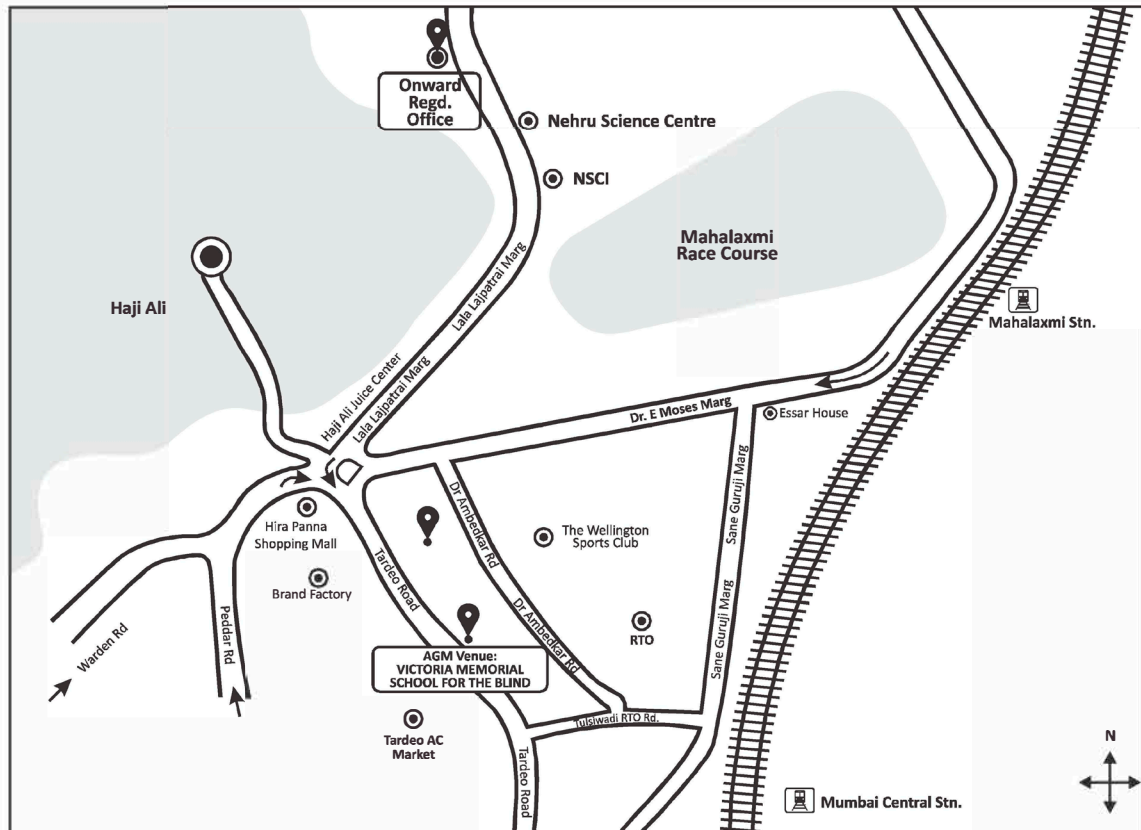 Onward
Regd.
Office
Nehru Science Centre
NSCI
Mahalaxmi
Race Course
Haji Ali
Lala Lajpatrai Marg
Mahalaxmi Stn.
Haji Ali Juice Center
Lala Lajpatrai Marg
Dr. E Moses Marg
Essar House
Sane Guruji Marg
Dr Ambedkar Rd
Hira Panna
Shopping Mall
The Wellington
Sports Club
Tardeo Road
Brand Factory
Peddar Rd
Warden Rd
Dr Ambedkar Rd
RTO
Sane Guruji Marg
AGM Venue:
VICTORIA MEMORIAL
SCHOOL FOR THE BLIND
Tulsiwadi RTO Rd.
Tardeo AC
Market
Tardeo Road
N
Mumbai Central Stn.